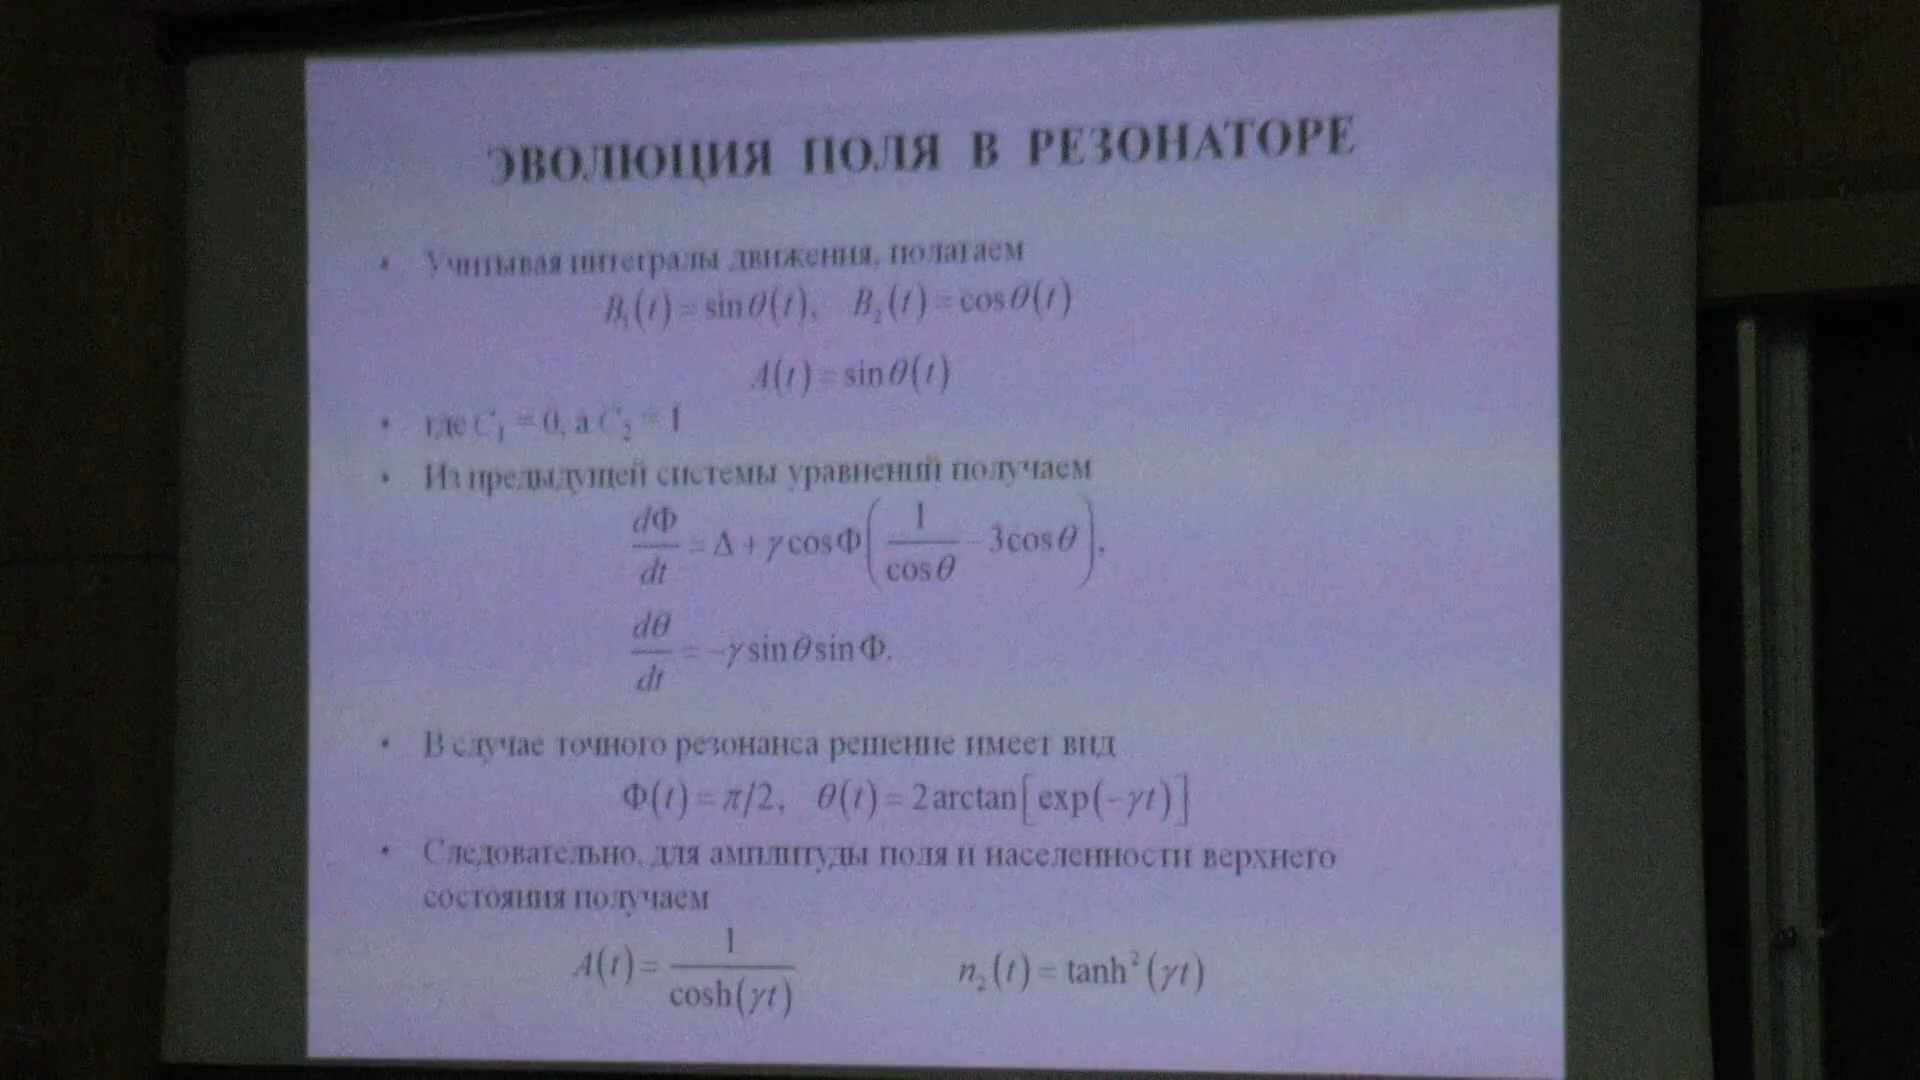 ЭВОЛЮЦИЯ ПОЛЯ В РЕЗОНАТОРЕ
• Учитывая интегралы движения, полагаем
B₁(t) = sin θ(t), B₂(t) = cos θ(t)
A(t) = sin θ(t)
• где C₁ = 0, а C₂ = 1
• Из предыдущей системы уравнений получаем
dΦ/dt = Δ + γ cos Φ (1/cos θ - 3cos θ),
dθ/dt = -γ sin θ sin Φ.
• В случае точного резонанса решение имеет вид
Φ(t) = π/2, θ(t) = 2 arctan[exp(-γt)]
• Следовательно, для амплитуды поля и населенности верхнего
состояния получаем
A(t) = 1/cosh(γt) n₂(t) = tanh²(γt)